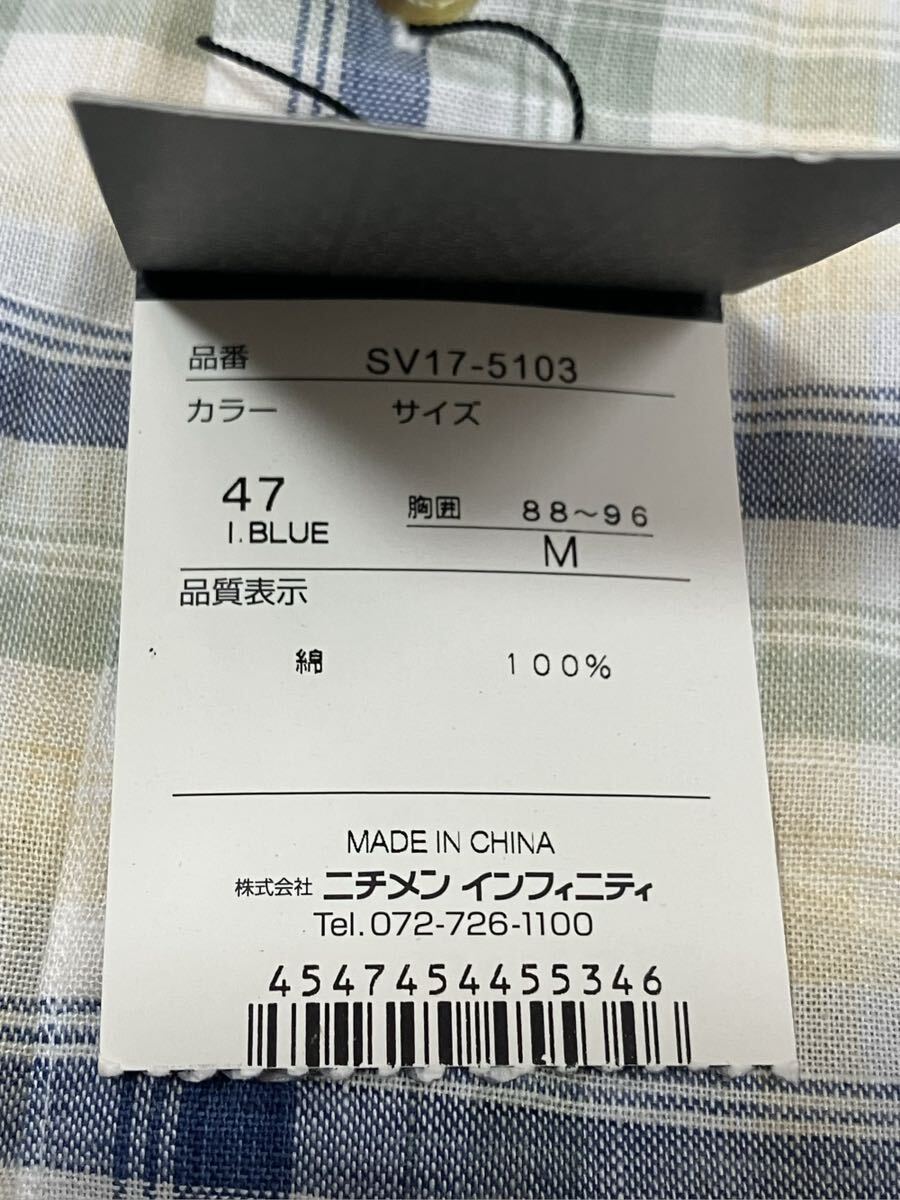 品番 SV17-5103
カラー サイズ
47 胸囲 88～96
I.BLUE M
品質表示
綿 100%
MADE IN CHINA
株式会社 ニチメン インフィニティ
Tel.072-726-1100
4547454455346